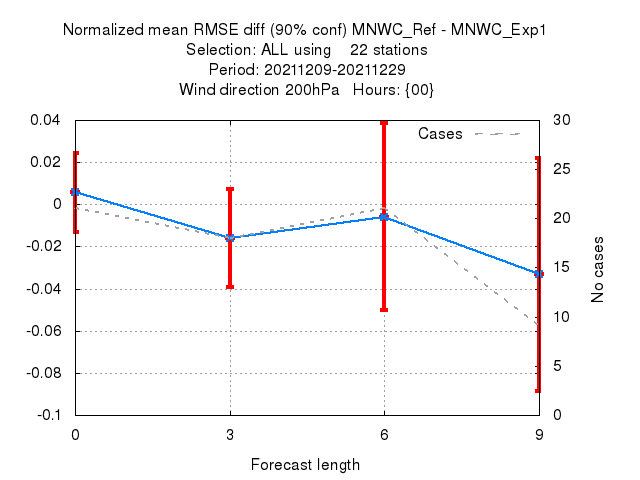 Normalized mean RMSE diff (90% conf) MNWC_Ref - MNWC_Exp1
Selection: ALL using    22 stations
Period: 20211209-20211229
Wind direction 200hPa   Hours: {00}
Cases
0.04
0.02
0
-0.02
-0.04
-0.06
-0.08
-0.1
30
25
20
15
10
5
0
No cases
0
3
6
9
Forecast length